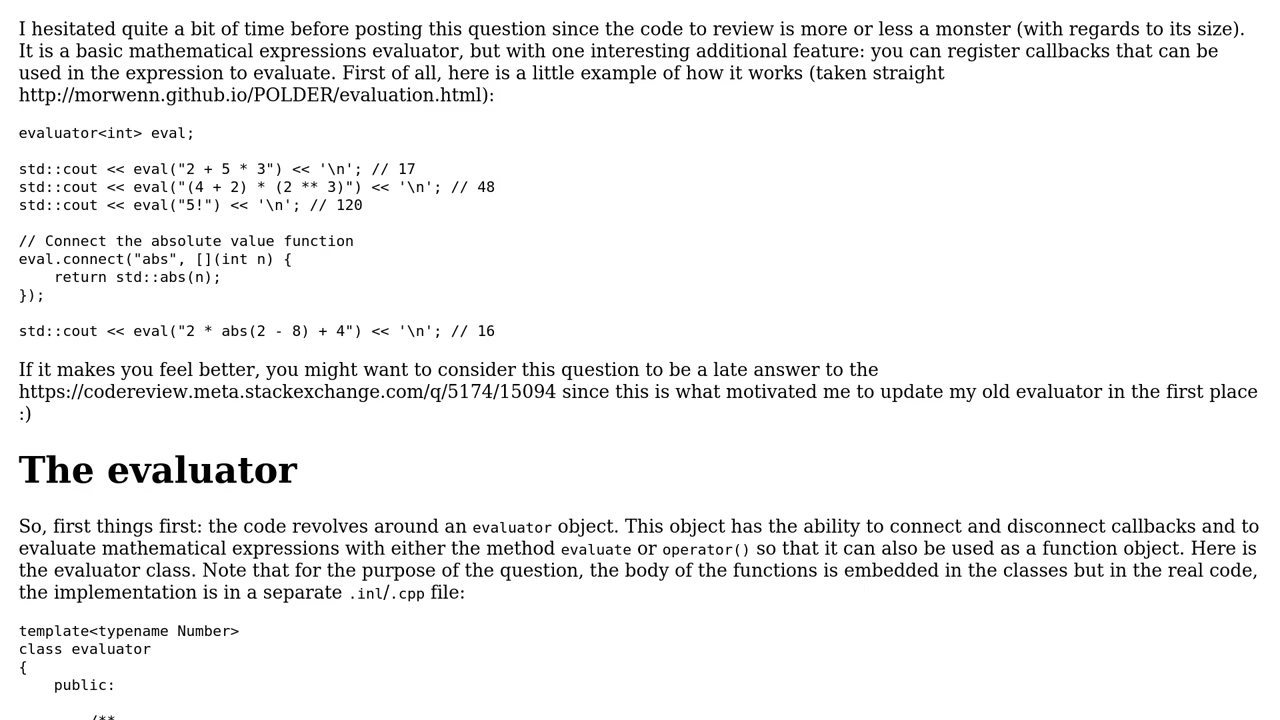 I hesitated quite a bit of time before posting this question since the code to review is more or less a monster (with regards to its size).
It is a basic mathematical expressions evaluator, but with one interesting additional feature: you can register callbacks that can be
used in the expression to evaluate. First of all, here is a little example of how it works (taken straight
http://morwenn.github.io/POLDER/evaluation.html):
evaluator<int> eval;
std::cout << eval("2 + 5 * 3") << '\n'; // 17
std::cout << eval("(4 + 2) * (2 ** 3)") << '\n'; // 48
std::cout << eval("5!") << '\n'; // 120
// Connect the absolute value function
eval.connect("abs", [](int n) {
    return std::abs(n);
});
std::cout << eval("2 * abs(2 - 8) + 4") << '\n'; // 16
If it makes you feel better, you might want to consider this question to be a late answer to the
https://codereview.meta.stackexchange.com/q/5174/15094 since this is what motivated me to update my old evaluator in the first place
:)
The evaluator
So, first things first: the code revolves around an evaluator object. This object has the ability to connect and disconnect callbacks and to
evaluate mathematical expressions with either the method evaluate or operator() so that it can also be used as a function object. Here is
the evaluator class. Note that for the purpose of the question, the body of the functions is embedded in the classes but in the real code,
the implementation is in a separate .inl/.cpp file:
template<typename Number>
class evaluator
{
    public:
        /**